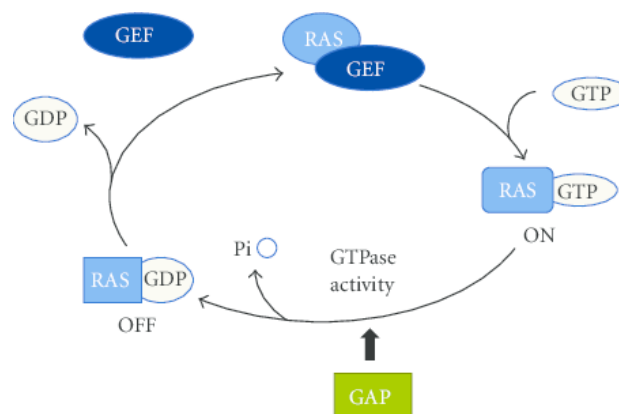 GEF
RAS
GEF
GDP
GTP
RAS
GTP
ON
Pi
GTPase
activity
RAS
GDP
OFF
GAP